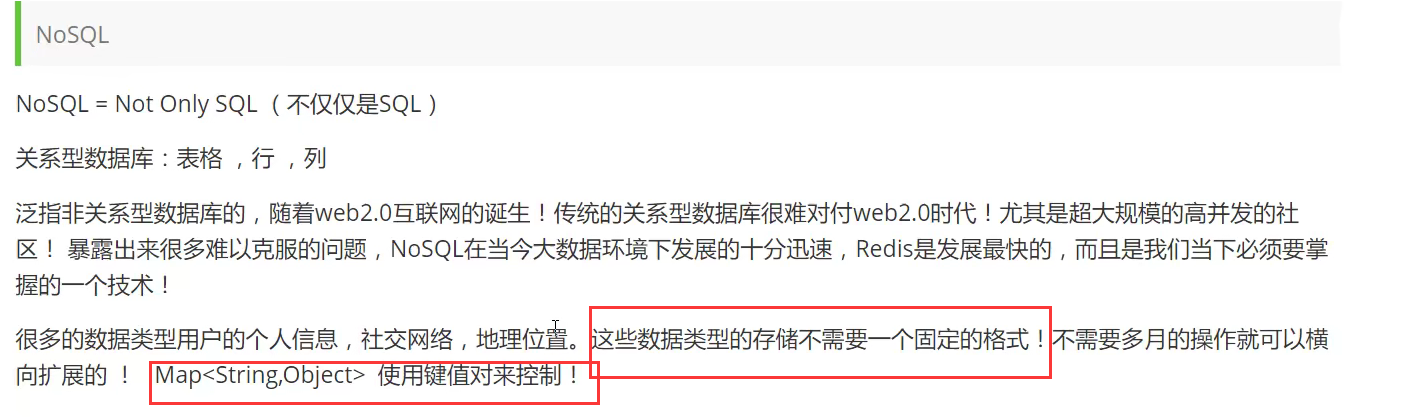 NoSQL
NoSQL = Not Only SQL （ 不仅仅是SQL ）
关系型数据库：表格 ，行 ，列
泛指非关系型数据库的，随着web2.0互联网的诞生！传统的关系型数据库很难对付web2.0时代！尤其是超大规模的高并发的社
区！ 暴露出来很多难以克服的问题，NoSQL在当今大数据环境下发展的十分迅速，Redis是发展最快的，而且是我们当下必须要掌
握的一个技术！
很多的数据类型用户的个人信息，社交网络，地理位置。这些数据类型的存储不需要一个固定的格式！不需要多月的操作就可以横
向扩展的 ！ Map<String,Object> 使用键值对来控制！